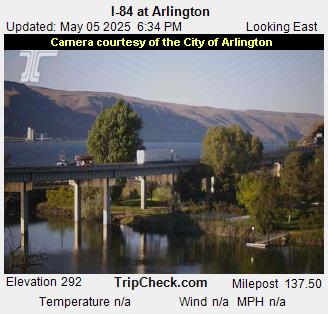 I-84 at Arlington
Updated: May 05 2025  6:34 PM    Looking East
Camera courtesy of the City of Arlington
Elevation 292    TripCheck.com    Milepost 137.50
Temperature n/a    Wind n/a  MPH n/a